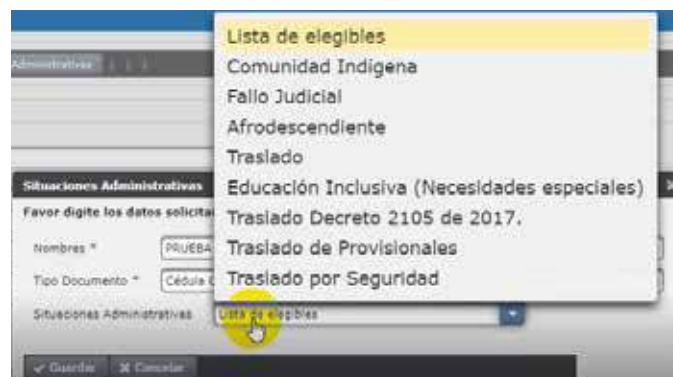 Lista de elegibles
Comunidad Indigena
Fallo Judicial
Afrodescendiente
Traslado
Educación Inclusiva (Necesidades especiales)
Traslado Decreto 2105 de 2017.
Traslado de Provisionales
Traslado por Seguridad
Administrativas
Situaciones Administrativas
Favor digite los datos solicita
Nombres * PRUEBA
Tipo Documento * Cédula C
Situaciones Administrativas Lista de elegibles
Guardar Cancelar